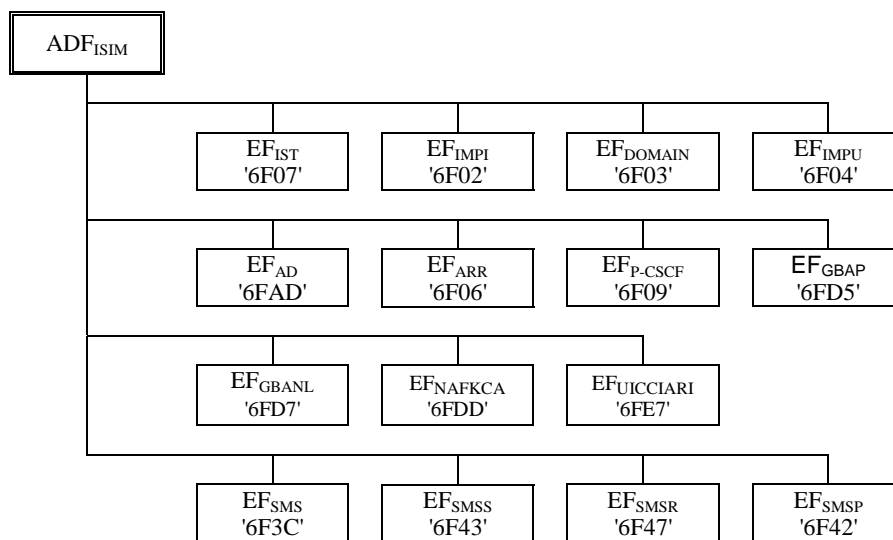 ADFISIM
EFIST
'6F07'
EFIMPI
'6F02'
EFDOMAIN
'6F03'
EFIMPU
'6F04'
EFAD
'6FAD'
EFARR
'6F06'
EFP-CSCF
'6F09'
EFGBAP
'6FD5'
EFGBANL
'6FD7'
EFNAFKCA
'6FDD'
EFUICCIARI
'6FE7'
EFSMS
'6F3C'
EFSMSS
'6F43'
EFSMSR
'6F47'
EFSMSP
'6F42'